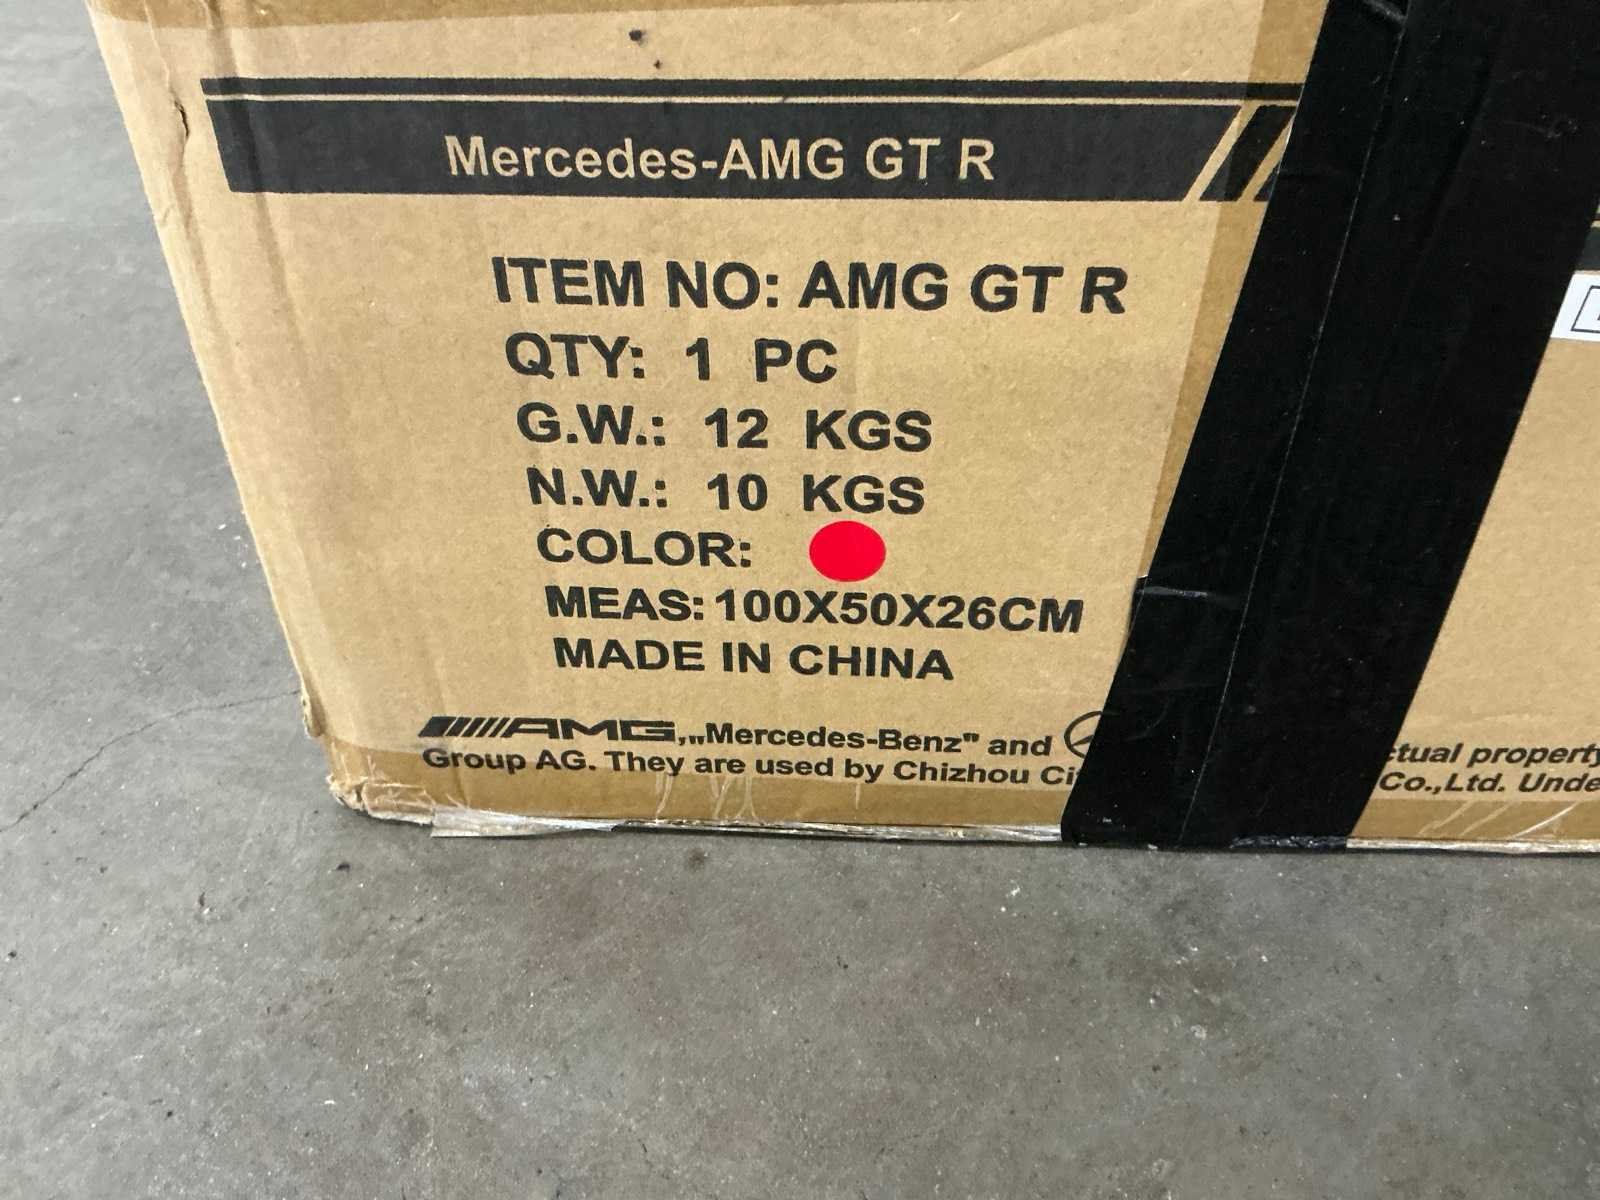 Mercedes-AMG GT R
ITEM NO: AMG GT R
QTY: 1 PC
G.W.: 12 KGS
N.W.: 10 KGS
COLOR:
MEAS: 100X50X26CM
MADE IN CHINA
AMG,„Mercedes-Benz" and property
Group AG. They are used by Chizhou Co.,Ltd.